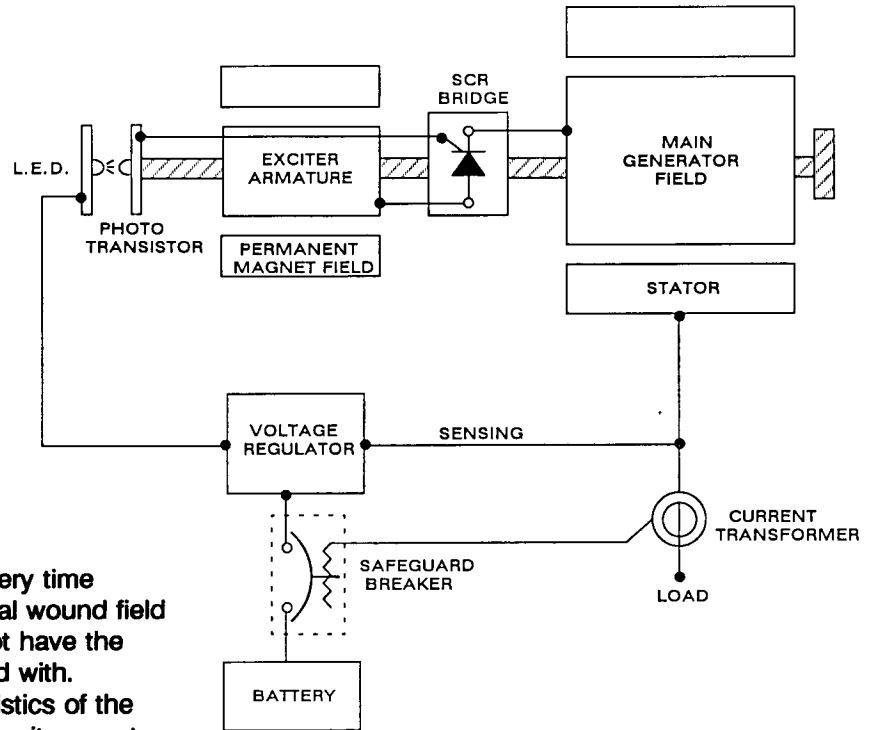 SCR
BRIDGE
L.E.D.
EXCITER
ARMATURE
MAIN
GENERATOR
FIELD
PHOTO
TRANSISTOR
PERMANENT
MAGNET FIELD
STATOR
VOLTAGE
REGULATOR
SENSING
CURRENT
TRANSFORMER
SAFEGUARD
BREAKER
LOAD
BATTERY
ery time
al wound field
ot have the
d with.
istics of the